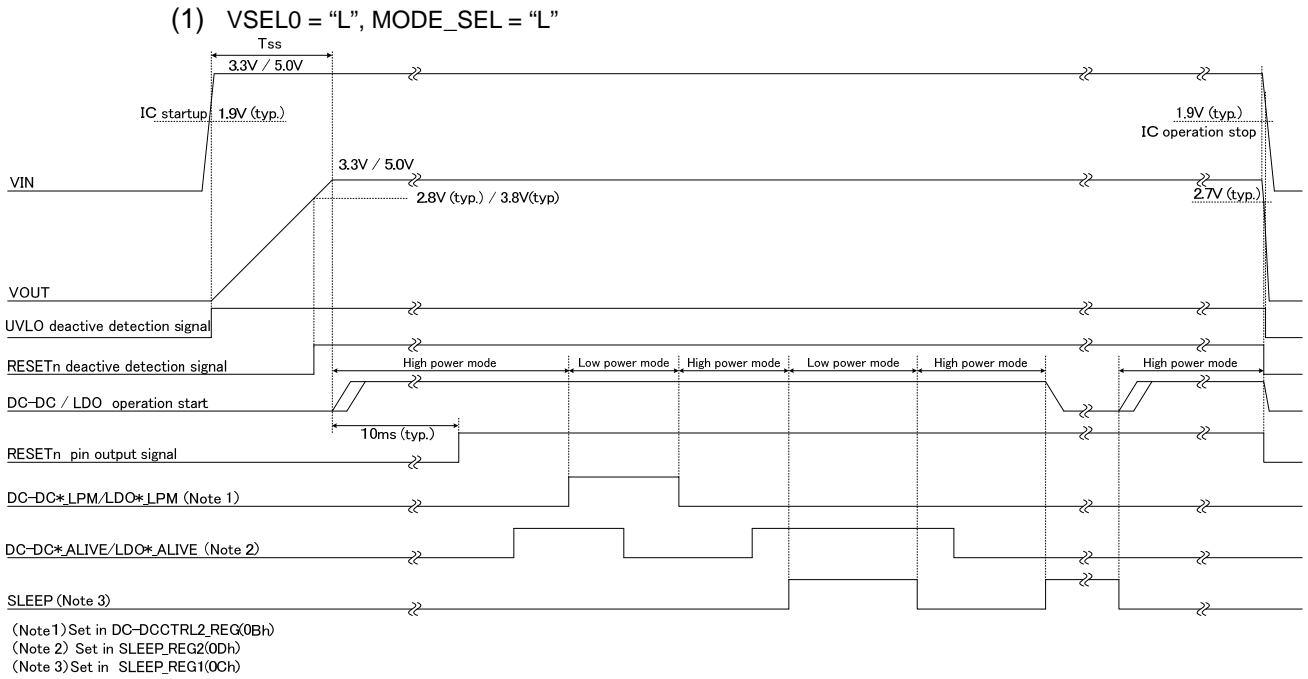 (1) VSEL0 = “L”, MODE_SEL = “L”
Tss
3.3V / 5.0V
IC startup 1.9V (typ.)
1.9V (typ.)
IC operation stop
3.3V / 5.0V
VIN
2.8V (typ.) / 3.8V(typ)
2.7V (typ.)
VOUT
UVLO deactive detection signal
RESETn deactive detection signal
High power mode
Low power mode
High power mode
Low power mode
High power mode
High power mode
DC-DC / LDO operation start
10ms (typ.)
RESETn pin output signal
DC-DC*_LPM/LDO*_LPM (Note 1)
DC-DC*_ALIVE/LDO*_ALIVE (Note 2)
SLEEP (Note 3)
(Note1) Set in DC-DCCTRL2_REG(0Bh)
(Note 2) Set in SLEEP_REG2(0Dh)
(Note 3) Set in SLEEP_REG1(0Ch)